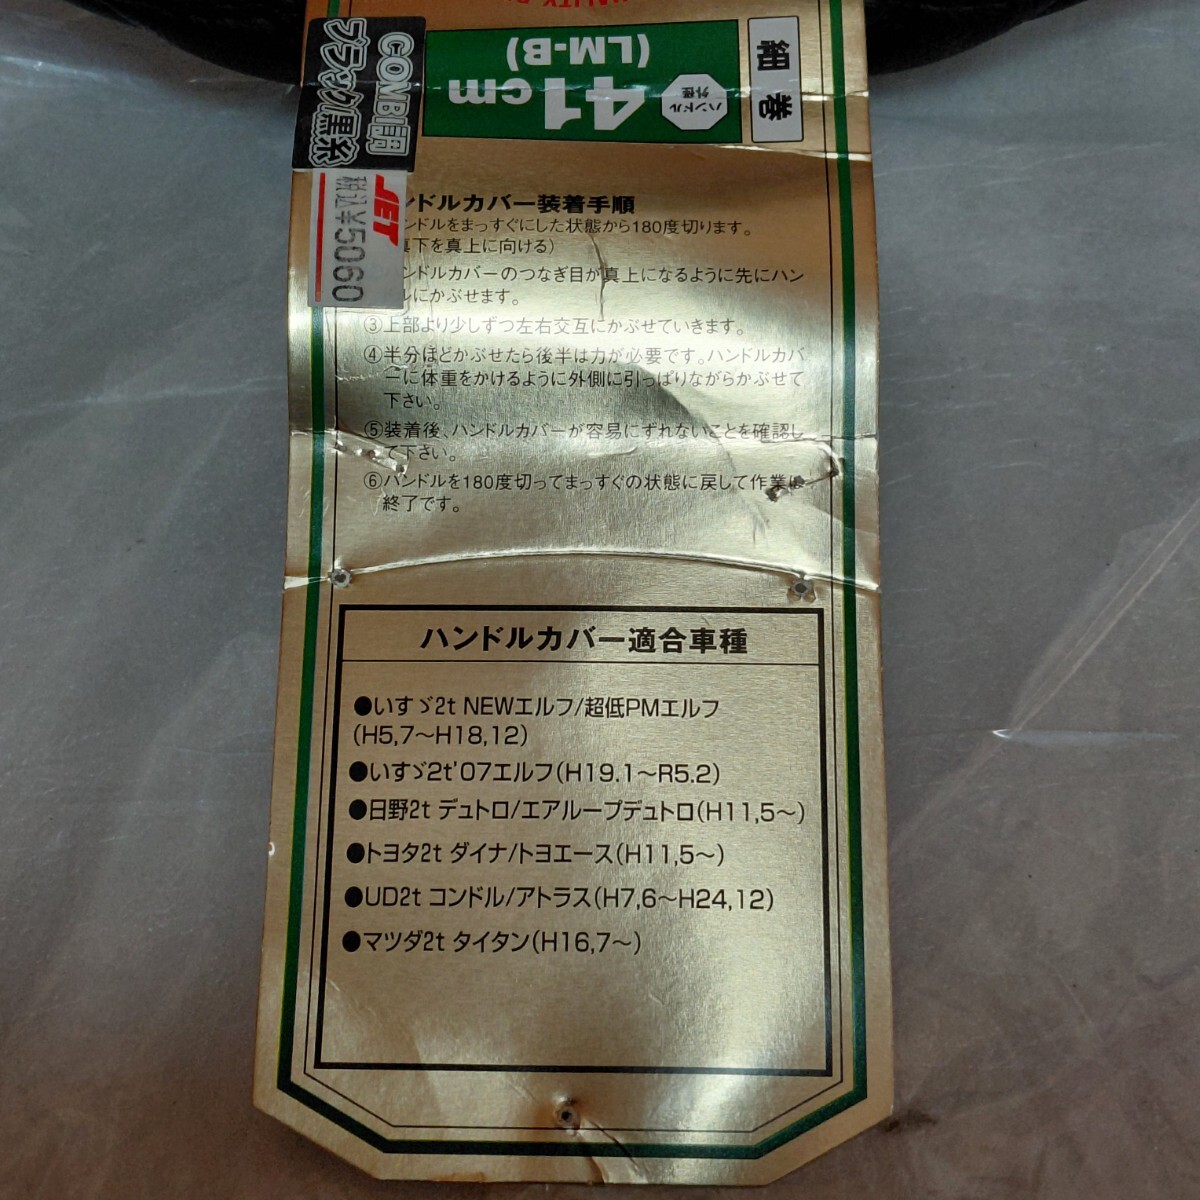 細巻
ハンドル
外径
41cm
(LM-B)
COMBI用
ブラック/黒糸
JET
税込¥5060
ンドルカバー装着手順
ンドルをまっすぐにした状態から180度切ります。
真下を真上に向ける)
ンドルカバーのつなぎ目が真上になるように先にハン
ルにかぶせます。
③上部より少しずつ左右交互にかぶせていきます。
④半分ほどかぶせたら後半は力が必要です。ハンドルカバ
ーに体重をかけるように外側に引っぱりながらかぶせて
下さい。
⑤装着後、ハンドルカバーが容易にずれないことを確認し
て下さい。
⑥ハンドルを180度切ってまっすぐの状態に戻して作業は
終了です。
ハンドルカバー適合車種
●いすゞ2t NEWエルフ/超低PMエルフ
(H5,7〜H18,12)
●いすゞ2t'07エルフ(H19.1〜R5.2)
●日野2t デュトロ/エアループデュトロ(H11,5〜)
●トヨタ2t ダイナ/トヨエース(H11,5〜)
●UD2t コンドル/アトラス(H7,6〜H24,12)
●マツダ2t タイタン(H16,7〜)